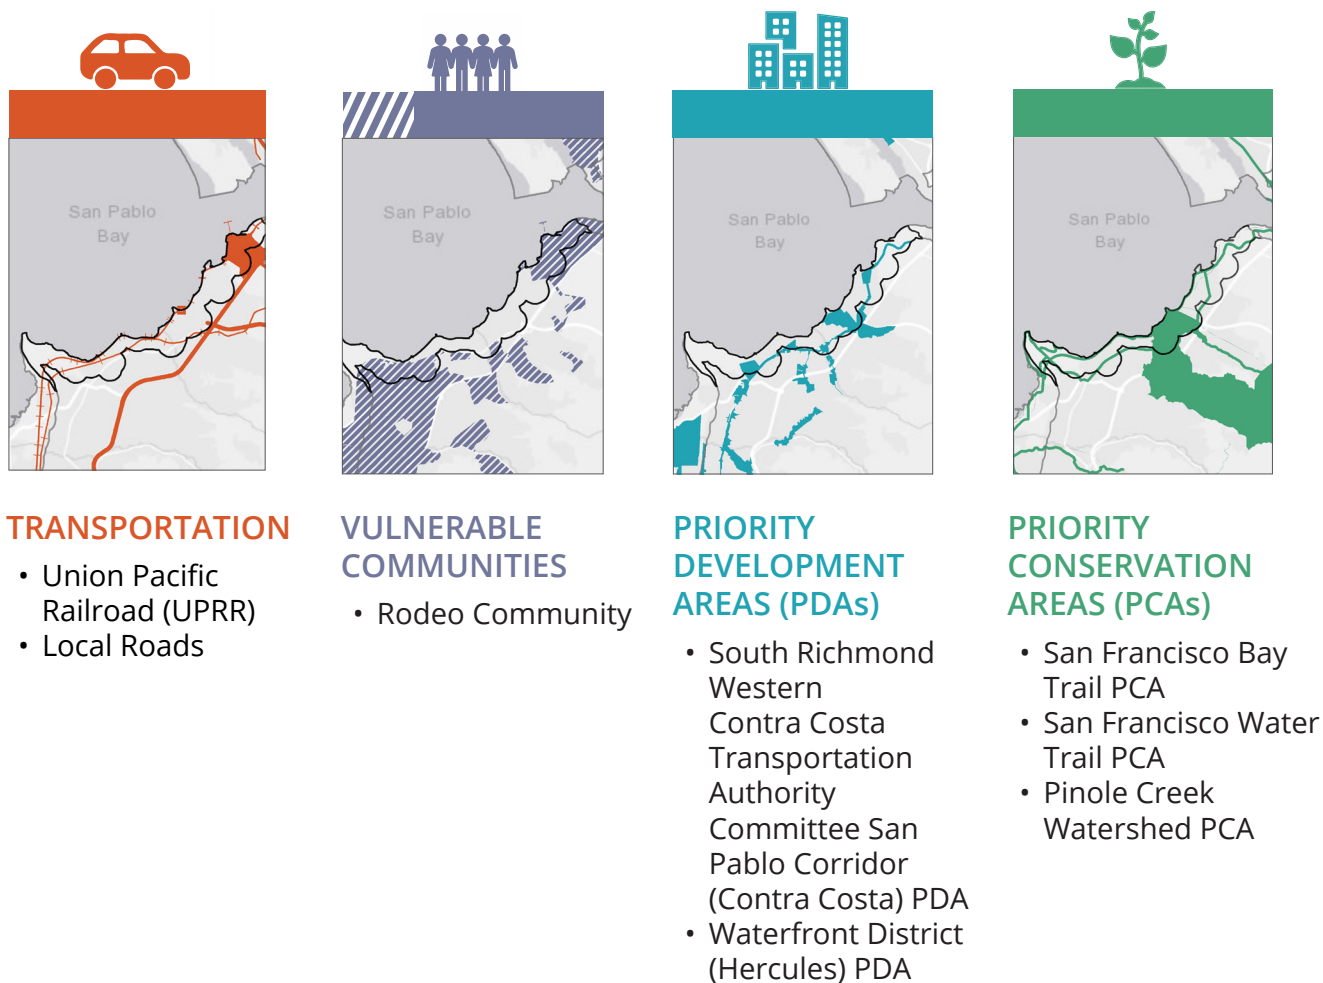 San Pablo
Bay
San Pablo
Bay
San Pablo
Bay
San Pablo
Bay
TRANSPORTATION
• Union Pacific
Railroad (UPRR)
• Local Roads
VULNERABLE
COMMUNITIES
• Rodeo Community
PRIORITY
DEVELOPMENT
AREAS (PDAs)
• South Richmond
Western
Contra Costa
Transportation
Authority
Committee San
Pablo Corridor
(Contra Costa) PDA
• Waterfront District
(Hercules) PDA
PRIORITY
CONSERVATION
AREAS (PCAs)
• San Francisco Bay
Trail PCA
• San Francisco Water
Trail PCA
• Pinole Creek
Watershed PCA